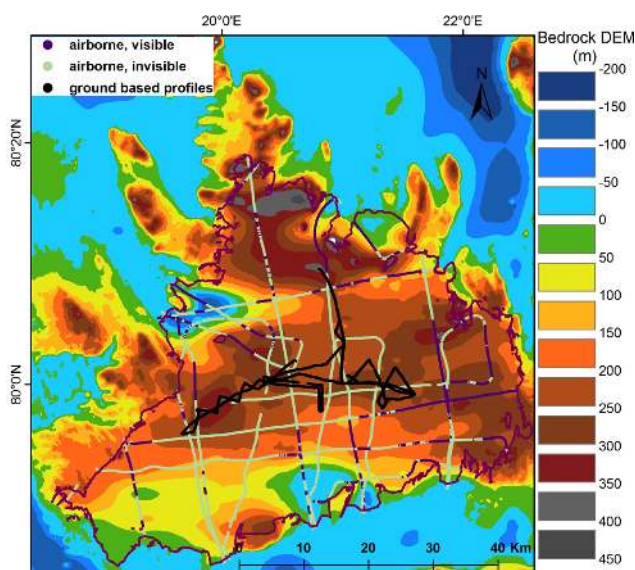 20°0'E
22°0'E
Bedrock DEM
(m)
airborne, visible
airborne, invisible
ground based profiles
N
-200
-150
-100
-50
0
50
100
150
200
250
300
350
400
450
80°20'N
80°0'N
0
10
20
30
40 Km